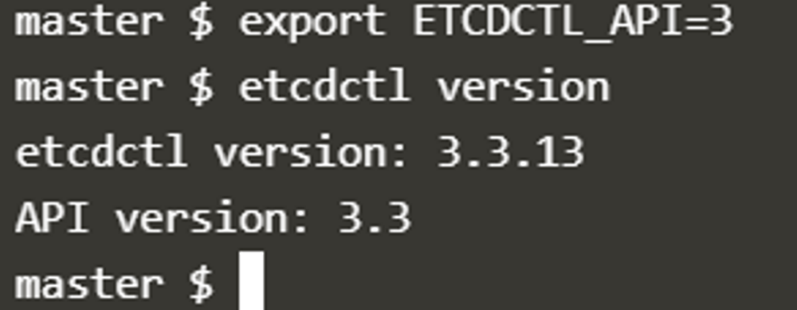 master $ export ETCDCTL_API=3
master $ etcdctl version
etcdctl version: 3.3.13
API version: 3.3
master $